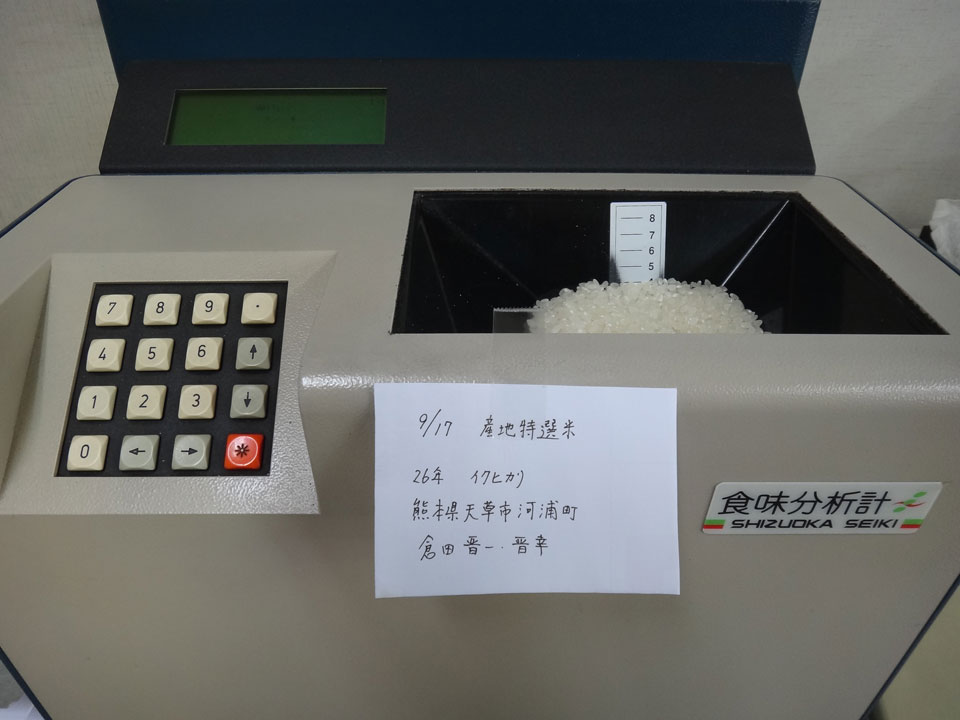 8
7
6
5
7 8 9 .
4 5 6 ↑
1 2 3 ↓
0 ← → *
9/17 産地特選米
26年 イクヒカリ
熊本県天草市河浦町
倉田晋一・晋幸
食味分析計
SHIZUOKA SEIKI